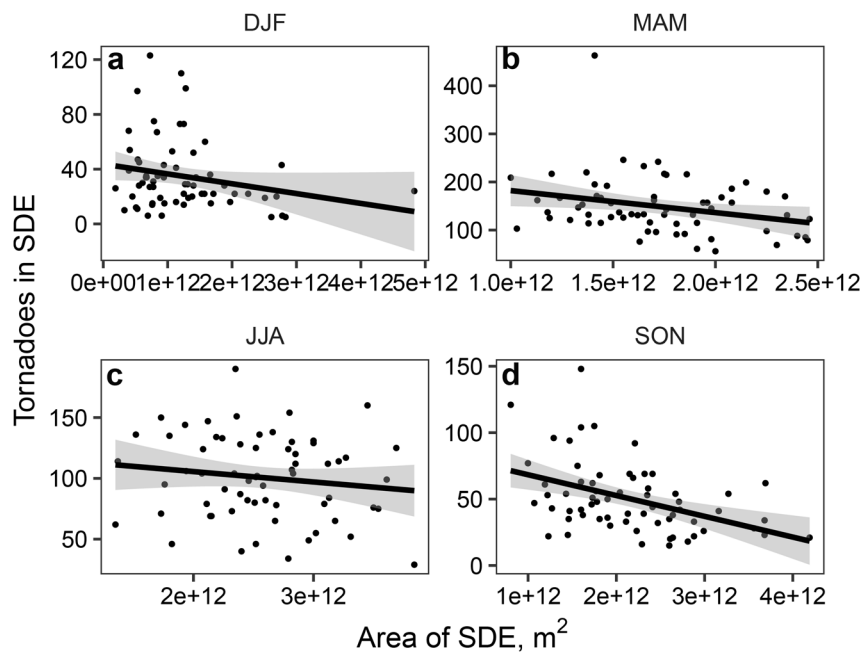 DJF
MAM
a
b
120
80
40
0
400
300
200
100
0e+001e+122e+123e+124e+125e+12
1.0e+12 1.5e+12 2.0e+12 2.5e+12
JJA
SON
c
d
150
100
50
150
100
50
0
2e+12 3e+12
1e+12 2e+12 3e+12 4e+12
Tornadoes in SDE
Area of SDE, m²